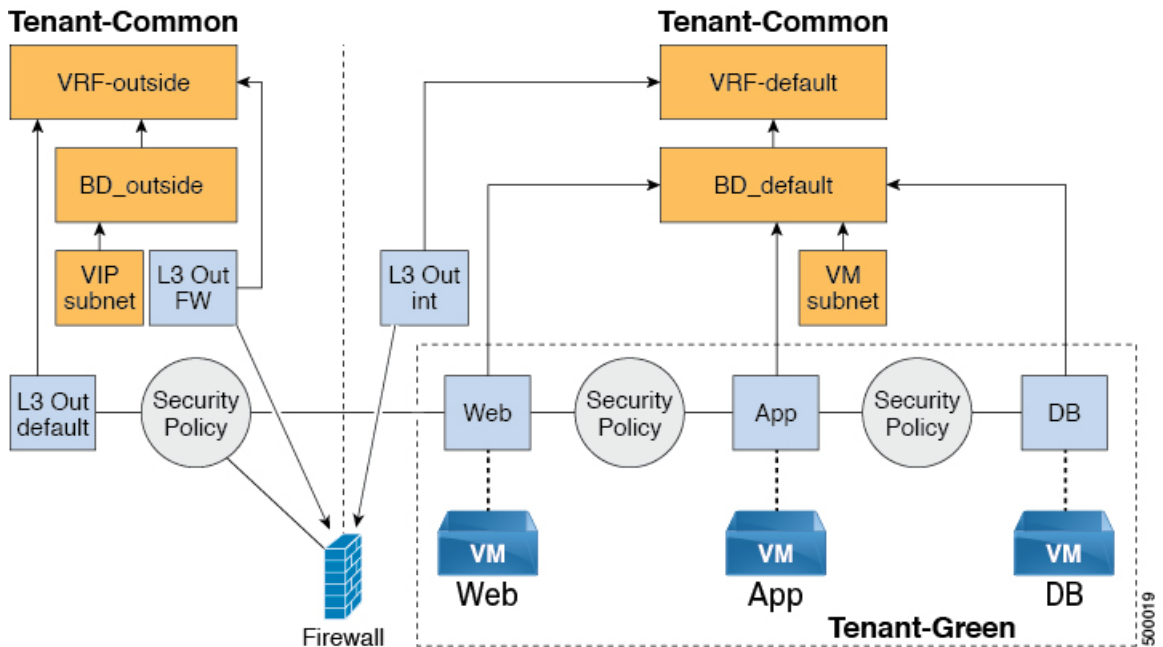 Tenant-Common
Tenant-Common
VRF-outside
VRF-default
BD_outside
BD_default
VIP
subnet
L3 Out
FW
L3 Out
int
VM
subnet
L3 Out
default
Security
Policy
Web
Security
Policy
App
Security
Policy
DB
VM
VM
VM
Web
App
DB
Firewall
Tenant-Green
500019